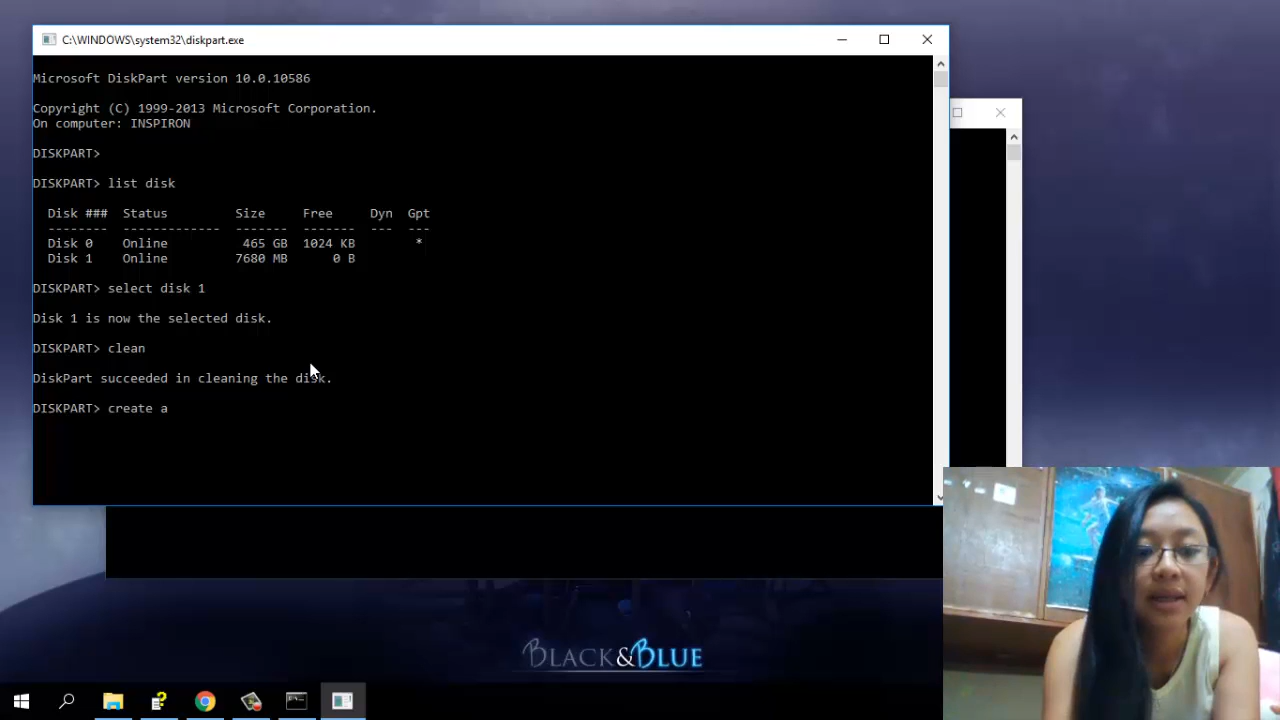 C:\WINDOWS\system32\diskpart.exe
Microsoft DiskPart version 10.0.10586
Copyright (C) 1999-2013 Microsoft Corporation.
On computer: INSPIRON
DISKPART>
DISKPART> list disk
Disk ### Status Size Free Dyn Gpt
-------- ------------- ------- ------- --- ---
Disk 0 Online 465 GB 1024 KB *
Disk 1 Online 7680 MB 0 B
DISKPART> select disk 1
Disk 1 is now the selected disk.
DISKPART> clean
DiskPart succeeded in cleaning the disk.
DISKPART> create a
BLACK&BLUE